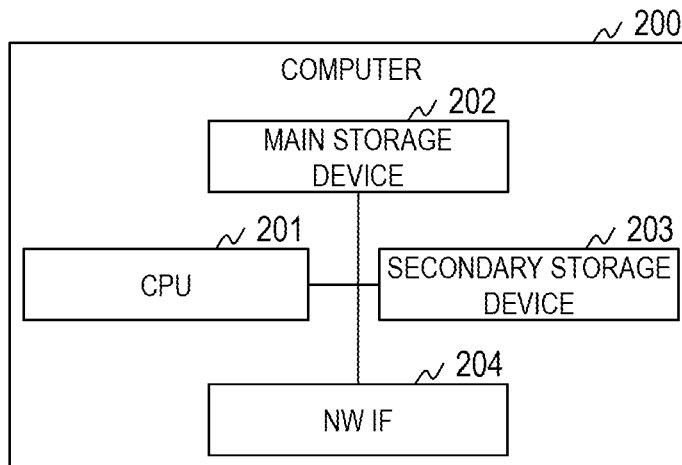 200
COMPUTER
202
MAIN STORAGE
DEVICE
201
CPU
203
SECONDARY STORAGE
DEVICE
204
NW IF